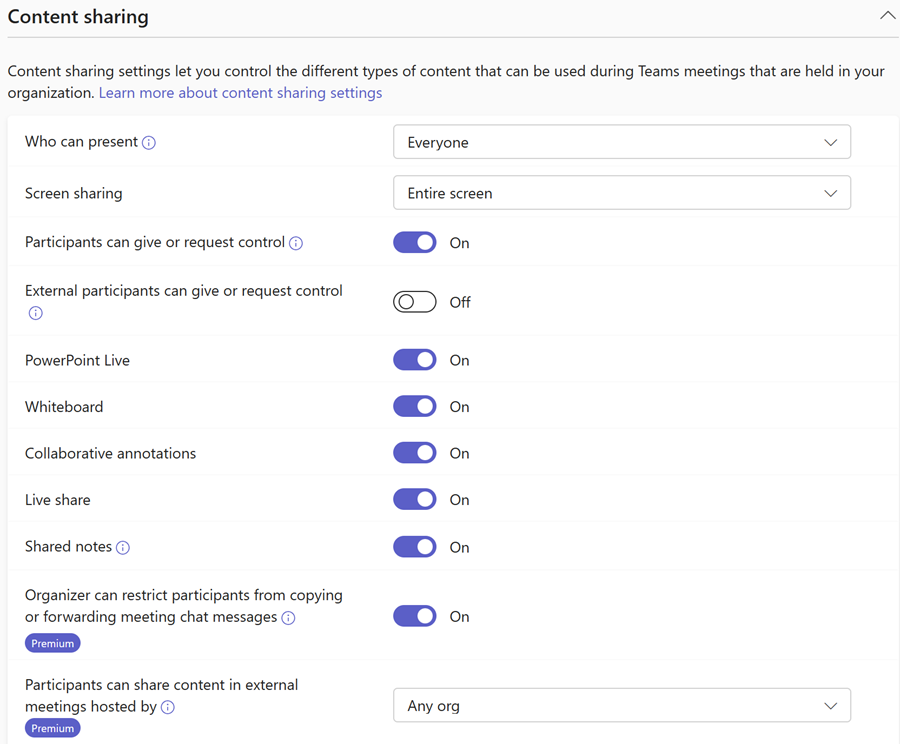 Content sharing
Content sharing settings let you control the different types of content that can be used during Teams meetings that are held in your
organization. Learn more about content sharing settings
Who can present
Everyone
Screen sharing
Entire screen
Participants can give or request control
On
External participants can give or request control
Off
PowerPoint Live
On
Whiteboard
On
Collaborative annotations
On
Live share
On
Shared notes
On
Organizer can restrict participants from copying
or forwarding meeting chat messages
Premium
On
Participants can share content in external
meetings hosted by
Premium
Any org